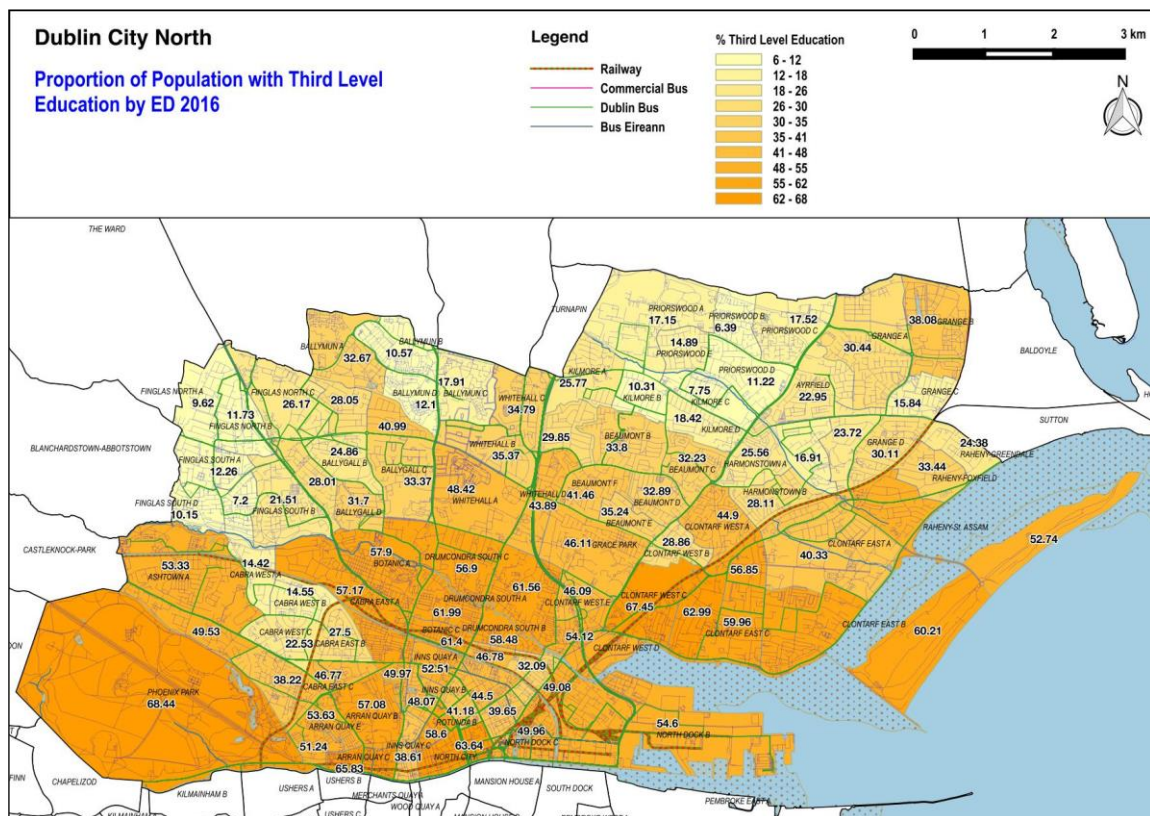 Dublin City North
Proportion of Population with Third Level
Education by ED 2016
Legend
Railway
Commercial Bus
Dublin Bus
Bus Eireann
% Third Level Education
6 - 12
12 - 18
18 - 26
26 - 30
30 - 35
35 - 41
41 - 48
48 - 55
55 - 62
62 - 68
0 1 2 3 km
N
THE WARD
TURNAPIN
BALDOYLE
SUTTON
BLANCHARDSTOWN-ABBOTSTOWN
CASTLEKNOCK-PARK
PRIORSWOOD A
17.15
PRIORSWOOD B
6.39
17.52
PRIORSWOOD C
14.89
PRIORSWOOD E
38.08
GRANGE B
GRANGE A
30.44
BALLYMUN A
32.67
BALLYMUN B
10.57
KILMORE A
25.77
PRIORSWOOD D
11.22
10.31
KILMORE B
7.75
KILMORE C
AYRFIELD
22.95
GRANGE C
15.84
FINGLAS NORTH A
9.62
FINGLAS NORTH C
26.17
28.05
BALLYMUN D
12.1
17.91
BALLYMUN C
WHITEHALL C
34.79
11.73
FINGLAS NORTH B
40.99
18.42
KILMORE D
23.72
GRANGE D
30.11
24.38
RAHENY-GREENDALE
29.85
BEAUMONT B
33.8
WHITEHALL B
35.37
24.86
BALLYGALL B
FINGLAS SOUTH A
12.26
BALLYGALL C
33.37
32.23
BEAUMONT C
25.56
HARMONSTOWN A
16.91
33.44
RAHENY-FOXFIELD
28.01
48.42
WHITEHALL A
WHITEHALL D
43.89
BEAUMONT F
41.46
32.89
BEAUMONT D
HARMONSTOWN B
28.11
FINGLAS SOUTH D
10.15
7.2
21.51
FINGLAS SOUTH B
31.7
BALLYGALL D
35.24
BEAUMONT E
44.9
CLONTARF WEST A
RAHENY-St. ASSAM
52.74
46.11
GRACE PARK
28.86
CLONTARF WEST B
CLONTARF EAST A
40.33
53.33
ASHTOWN A
14.42
CABRA WEST A
57.9
BOTANIC A
DRUMCONDRA SOUTH C
56.9
56.85
14.55
CABRA WEST B
57.17
CABRA EAST A
61.56
DRUMCONDRA SOUTH A
46.09
CLONTARF WEST E
CLONTARF WEST C
67.45
62.99
59.96
CLONTARF EAST C
CLONTARF EAST B
60.21
49.53
CABRA WEST C
22.53
27.5
CABRA EAST B
61.99
BOTANIC C
61.4
DRUMCONDRA SOUTH B
58.48
54.12
CLONTARF WEST D
38.22
46.77
CABRA EAST C
49.97
INNS QUAY A
52.51
46.78
32.09
49.08
PHOENIX PARK
68.44
57.08
ARRAN QUAY B
48.07
INNS QUAY B
44.5
41.18
ROTUNDA B
39.65
53.63
ARRAN QUAY E
51.24
58.6
49.96
NORTH DOCK C
54.6
NORTH DOCK B
ARRAN QUAY C
INNS QUAY C
38.61
63.64
NORTH CITY
65.83
CHAPELIZOD
KILMAINHAM B
USHERS A
USHERS B
MERCHANTS QUAY
WOOD QUAY A
USHERS C
MANSION HOUSE A
SOUTH DOCK
PEMBROKE EAST